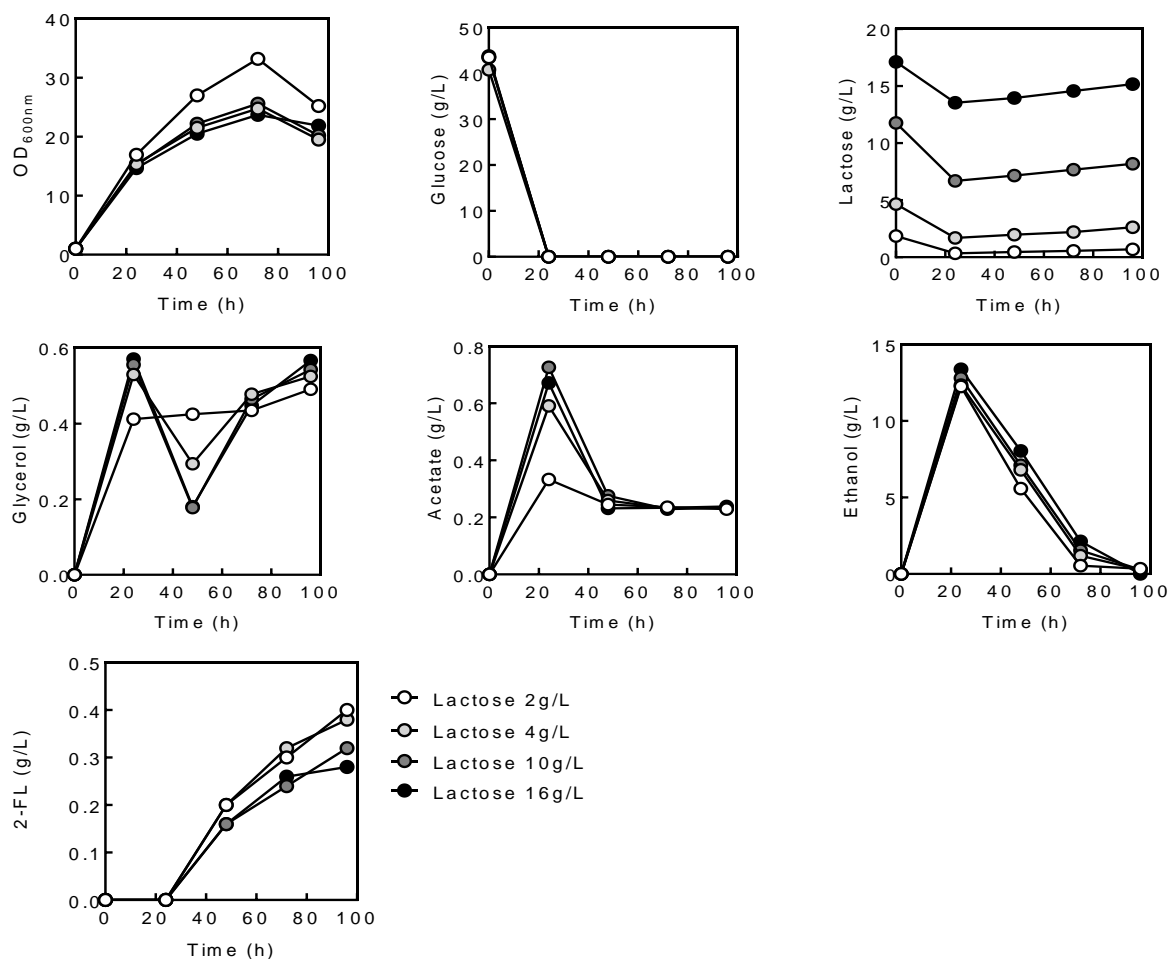 40
30
20
10
0
OD600nm
0 20 40 60 80 100
Time (h)
50
40
30
20
10
0
Glucose (g/L)
0 20 40 60 80 100
Time (h)
20
15
10
5
0
Lactose (g/L)
0 20 40 60 80 100
Time (h)
0.6
0.4
0.2
0.0
Glycerol (g/L)
0 20 40 60 80 100
Time (h)
0.8
0.6
0.4
0.2
0.0
Acetate (g/L)
0 20 40 60 80 100
Time (h)
15
10
5
0
Ethanol (g/L)
0 20 40 60 80 100
Time (h)
0.5
0.4
0.3
0.2
0.1
0.0
2-FL (g/L)
0 20 40 60 80 100
Time (h)
Lactose 2g/L
Lactose 4g/L
Lactose 10g/L
Lactose 16g/L